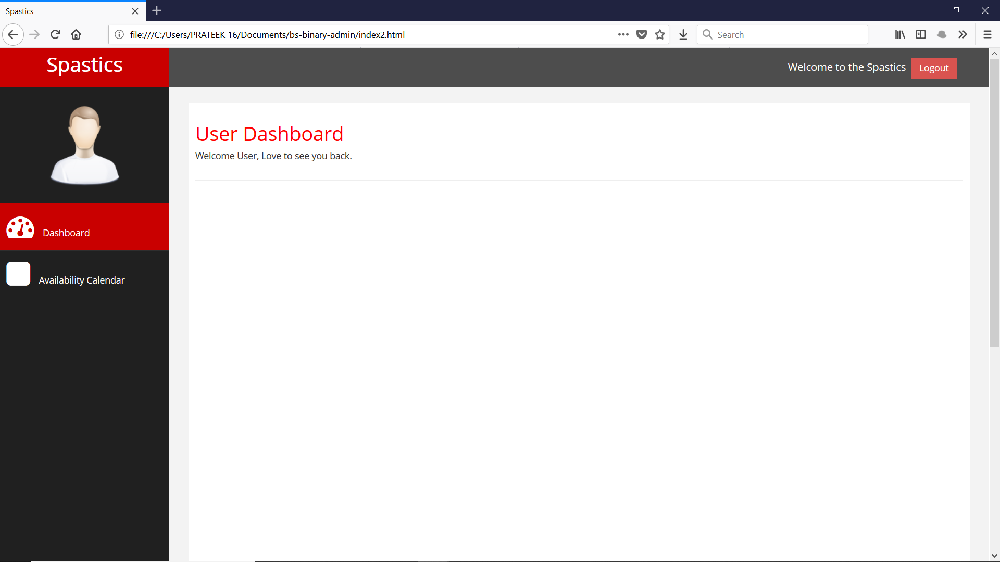 Spastics
file:///C:/Users/PRATEEK 16/Documents/bs-binary-admin/index2.html
Search
Spastics
Welcome to the Spastics
Logout
User Dashboard
Welcome User, Love to see you back.
Dashboard
Availability Calendar